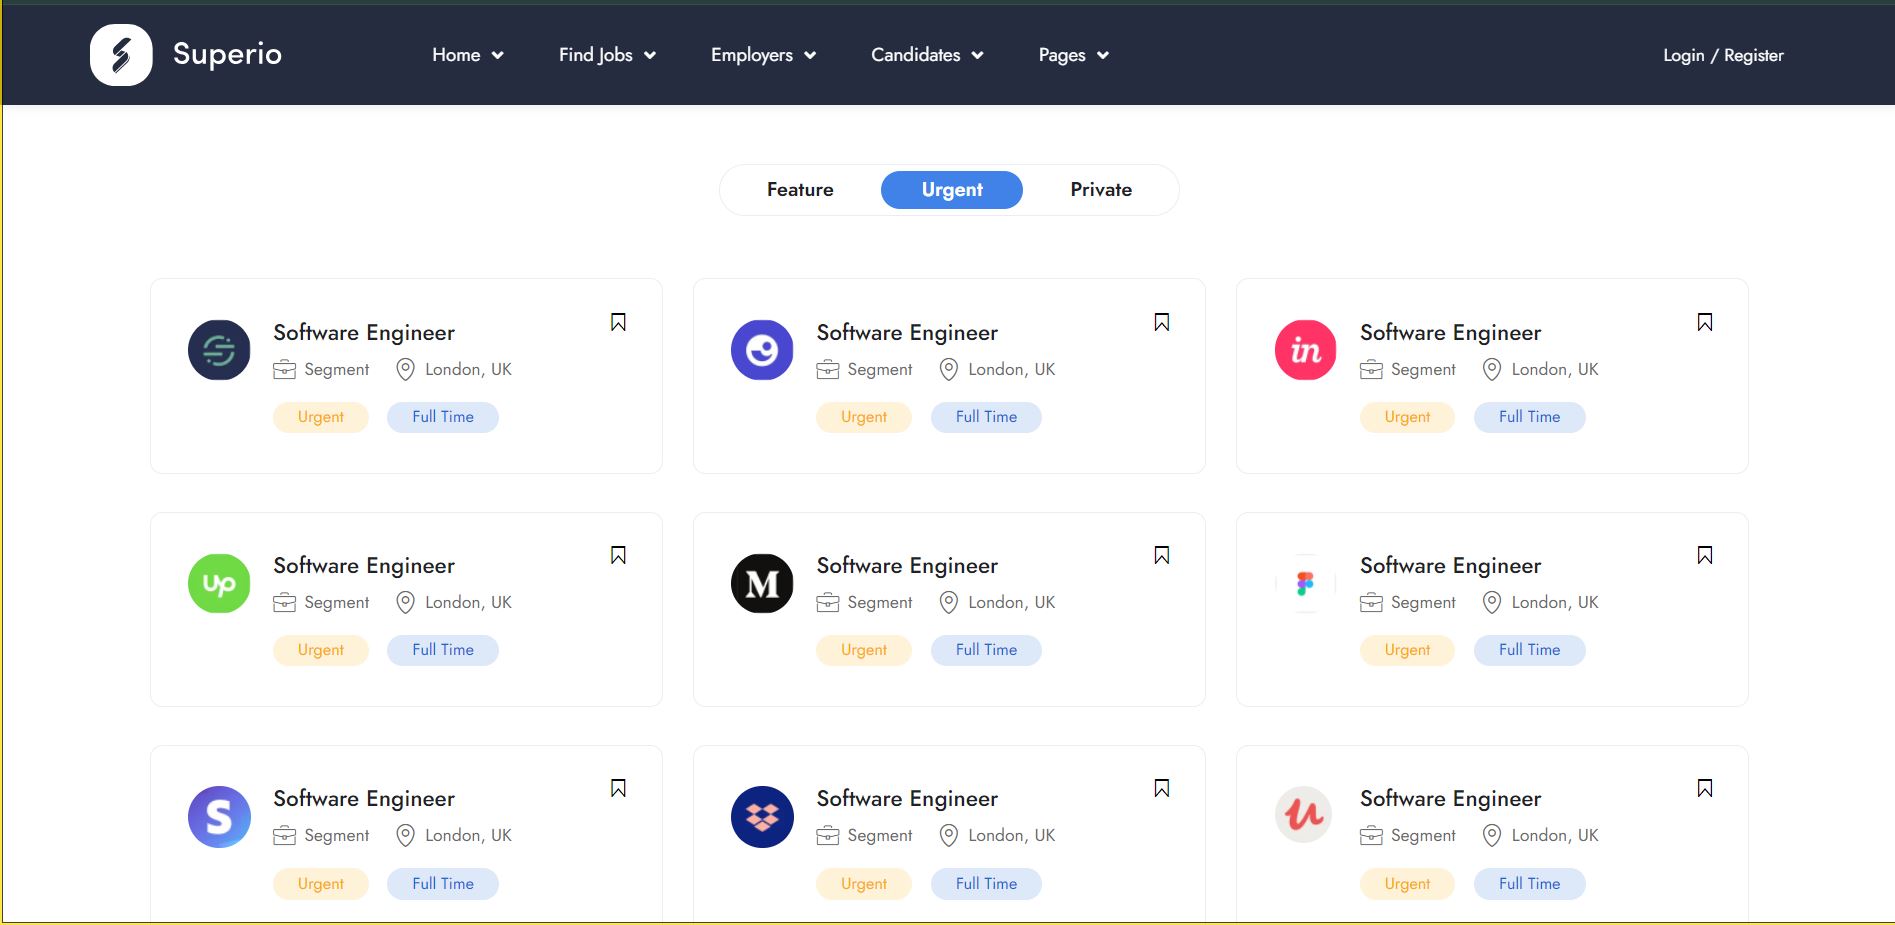 Superio Home Find Jobs Employers Candidates Pages Login / Register
Feature Urgent Private
Software Engineer Software Engineer Software Engineer
Segment London, UK Segment London, UK in Segment London, UK
Urgent Full Time Urgent Full Time Urgent Full Time
Software Engineer Software Engineer Software Engineer
Up Segment London, UK M Segment London, UK Segment London, UK
Urgent Full Time Urgent Full Time Urgent Full Time
Software Engineer Software Engineer Software Engineer
S Segment London, UK Segment London, UK u Segment London, UK
Urgent Full Time Urgent Full Time Urgent Full Time